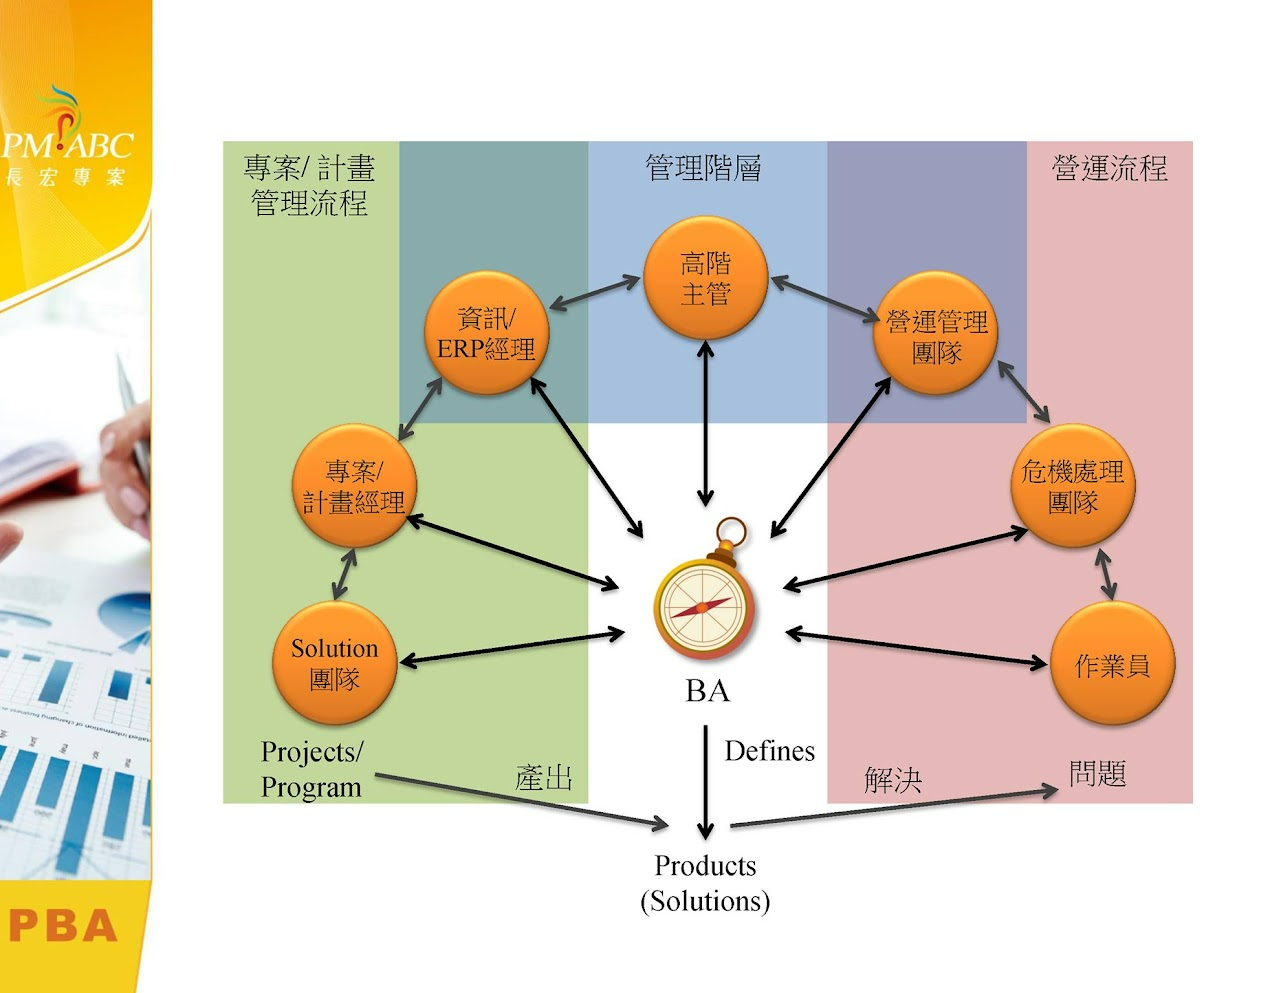 PM ABC
長宏專案
專案/ 計畫
管理流程
管理階層
營運流程
高階
主管
資訊/
ERP經理
營運管理
團隊
專案/
計畫經理
危機處理
團隊
Solution
團隊
作業員
BA
Projects/
Program
產出
Defines
解決
問題
Products
(Solutions)
PBA